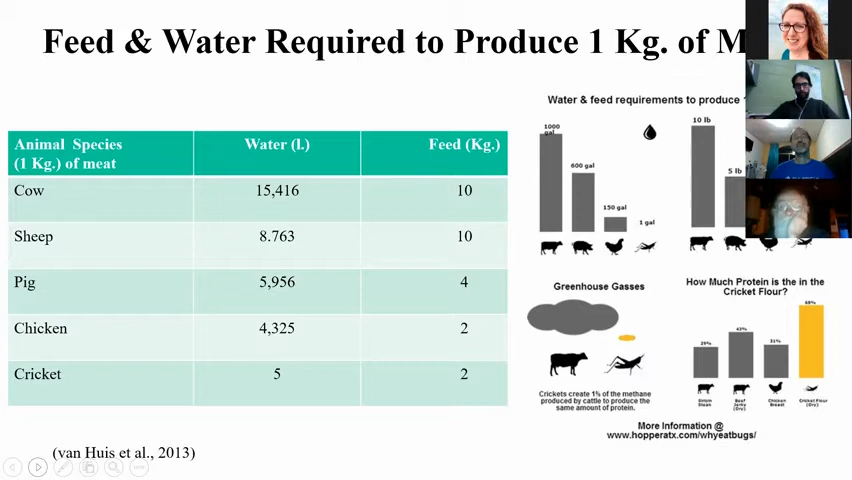 Feed & Water Required to Produce 1 Kg. of M
Animal Species
(1 Kg.) of meat
Water (l.)
Feed (Kg.)
Cow
15,416
10
Sheep
8.763
10
Pig
5,956
4
Chicken
4,325
2
Cricket
5
2
(van Huis et al., 2013)
Water & feed requirements to produce
1000
gal
600 gal
150 gal
1 gal
10 lb
5 lb
Greenhouse Gasses
Crickets create 1% of the methane
produced by cattle to produce the
same amount of protein.
How Much Protein is the in the
Cricket Flour?
29%
43%
31%
69%
Sirloin
Steak
Beef
Jerky
(Dry)
Chicken
Breast
Cricket Flour
(Dry)
More Information @
www.hopperatx.com/whyeatbugs/